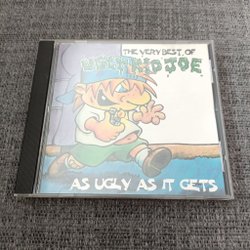 THE VERY BEST OF
UGLY KID JOE
AS UGLY AS IT GETS